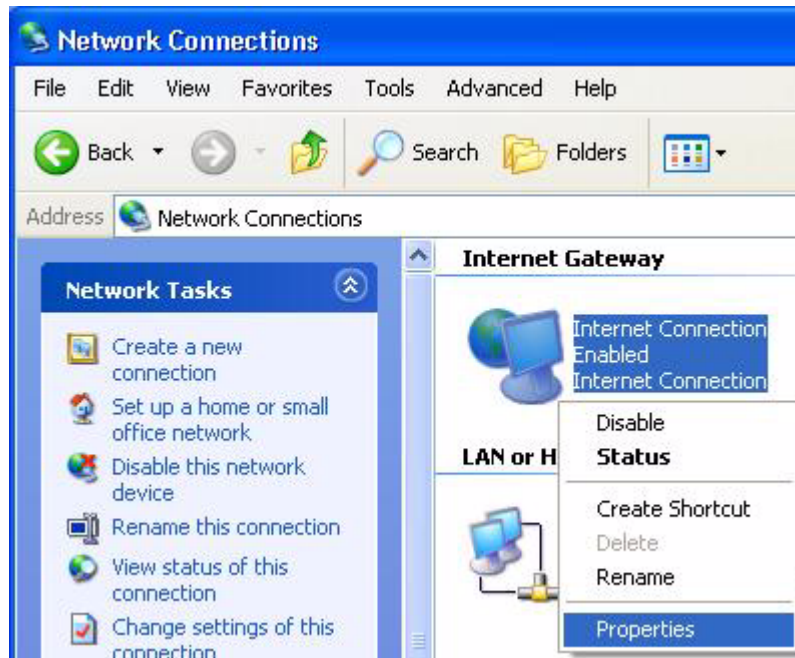 Network Connections
File Edit View Favorites Tools Advanced Help
Back Search Folders
Address Network Connections
Network Tasks
Create a new
connection
Set up a home or small
office network
Disable this network
device
Rename this connection
View status of this
connection
Change settings of this
connection
Internet Gateway
Internet Connection
Enabled
Internet Connection
LAN or H
Disable
Status
Create Shortcut
Delete
Rename
Properties